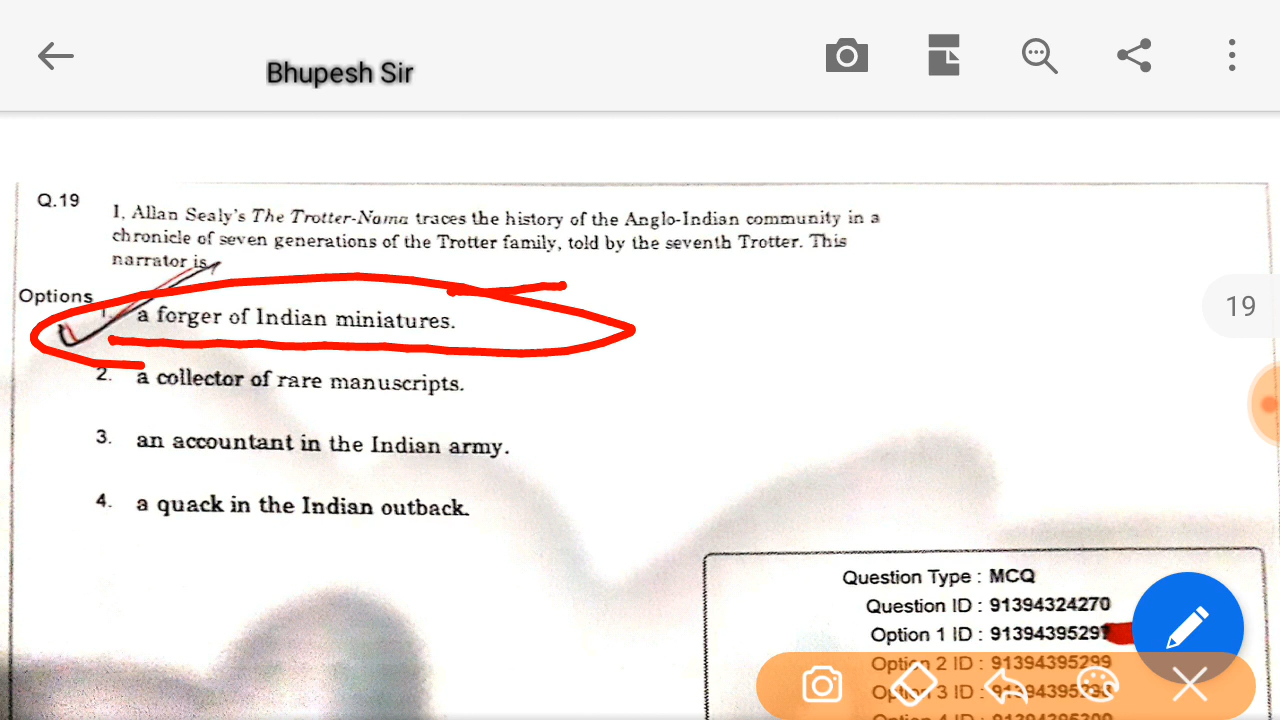 Bhupesh Sir
Q.19
I. Allan Sealy's The Trotter-Nama traces the history of the Anglo-Indian community in a
chronicle of seven generations of the Trotter family, told by the seventh Trotter. This
narrator is
19
Options
1. a forger of Indian miniatures.
2. a collector of rare manuscripts.
3. an accountant in the Indian army.
4. a quack in the Indian outback.
Question Type : MCQ
Question ID : 91394324270
Option 1 ID : 9139439529
Option 2 ID : 91394395299
Option 3 ID :